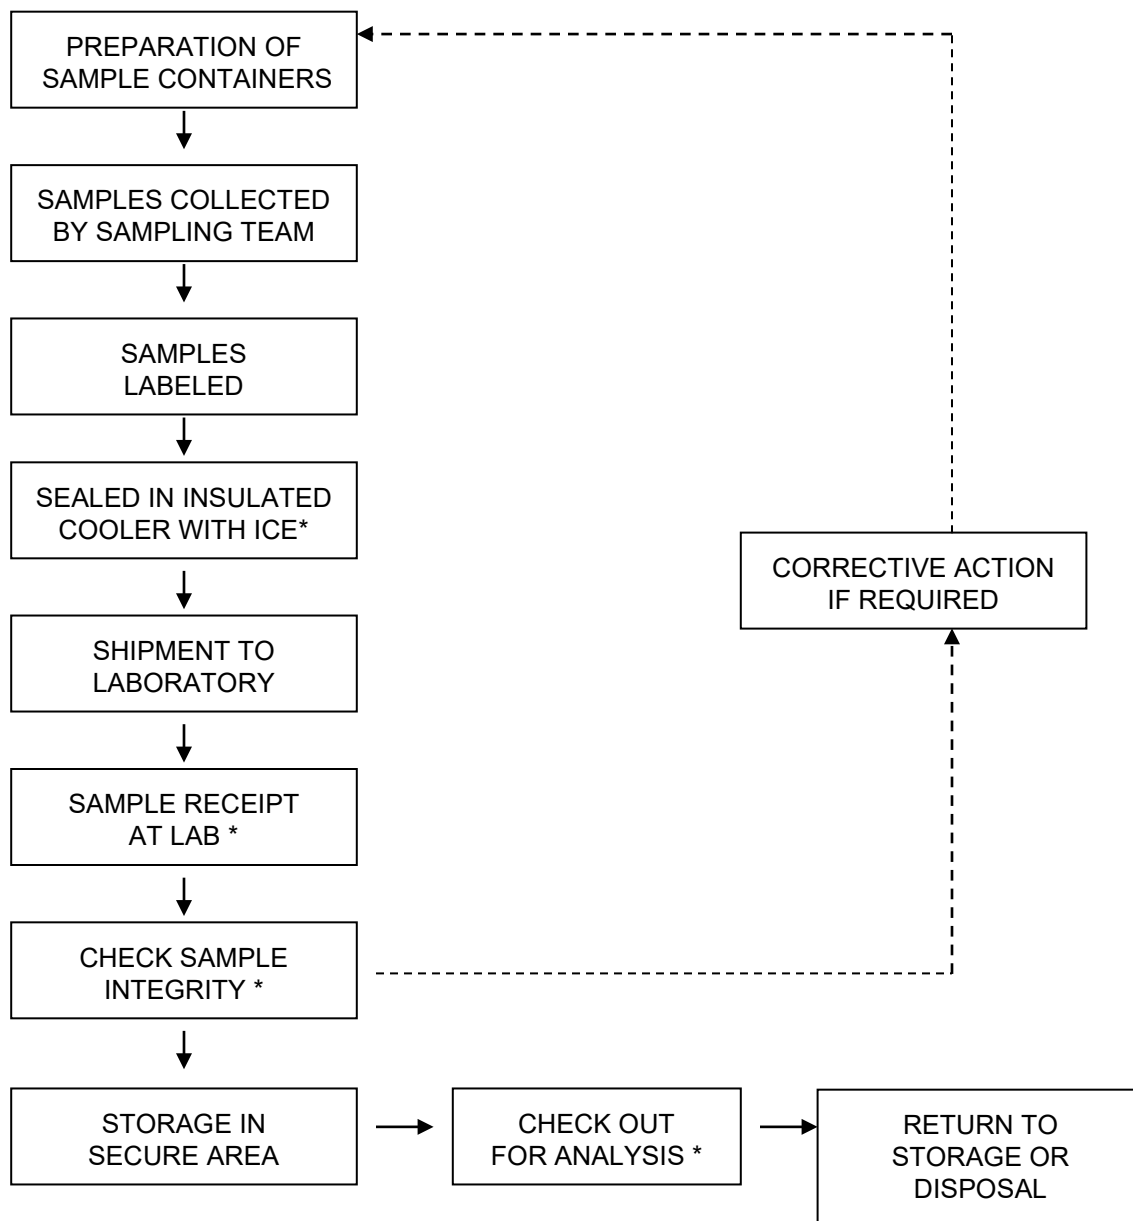 PREPARATION OF
SAMPLE CONTAINERS
SAMPLES COLLECTED
BY SAMPLING TEAM
SAMPLES
LABELED
SEALED IN INSULATED
COOLER WITH ICE*
CORRECTIVE ACTION
IF REQUIRED
SHIPMENT TO
LABORATORY
SAMPLE RECEIPT
AT LAB *
CHECK SAMPLE
INTEGRITY *
STORAGE IN
SECURE AREA
CHECK OUT
FOR ANALYSIS *
RETURN TO
STORAGE OR
DISPOSAL